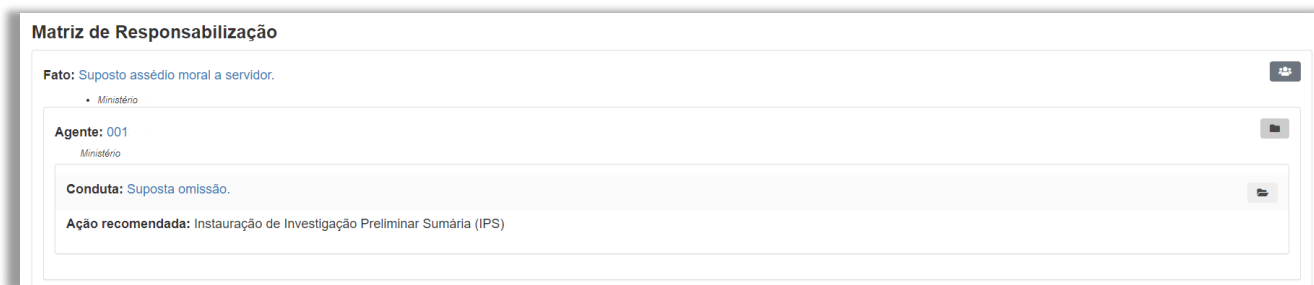 Matriz de Responsabilização
Fato: Suposto assédio moral a servidor.
• Ministério
Agente: 001
Ministério
Conduta: Suposta omissão.
Ação recomendada: Instauração de Investigação Preliminar Sumária (IPS)